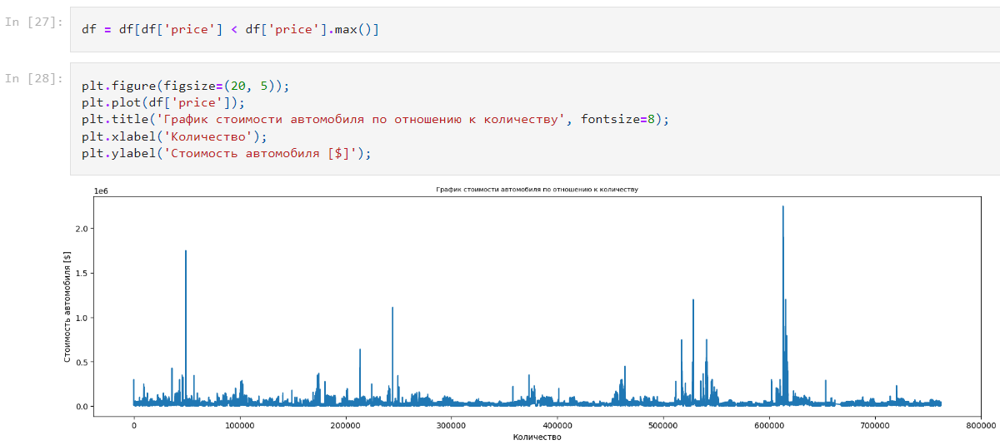 In [27]:
df = df[df['price'] < df['price'].max()]
In [28]:
plt.figure(figsize=(20, 5));
plt.plot(df['price']);
plt.title('График стоимости автомобиля по отношению к количеству', fontsize=8);
plt.xlabel('Количество');
plt.ylabel('Стоимость автомобиля [$]');
График стоимости автомобиля по отношению к количеству
1e6
2.0
1.5
1.0
0.5
0.0
Стоимость автомобиля [$]
0 100000 200000 300000 400000 500000 600000 700000 800000
Количество